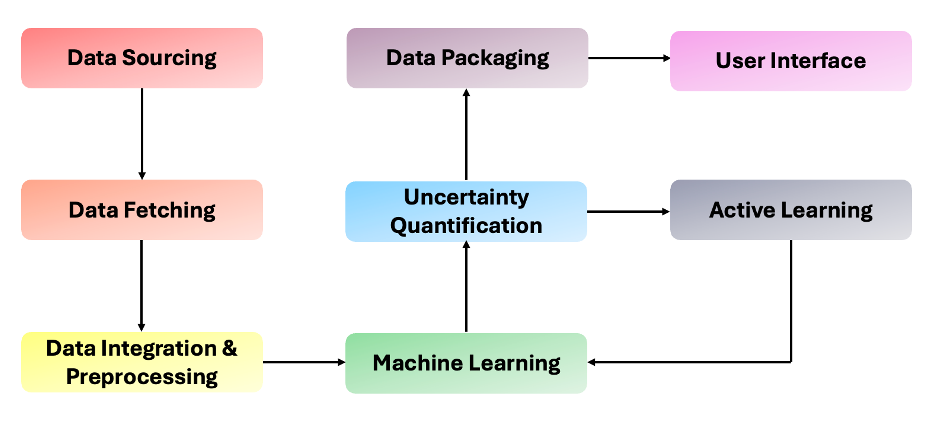 Data Sourcing
Data Packaging
User Interface
Data Fetching
Uncertainty
Quantification
Active Learning
Data Integration &
Preprocessing
Machine Learning